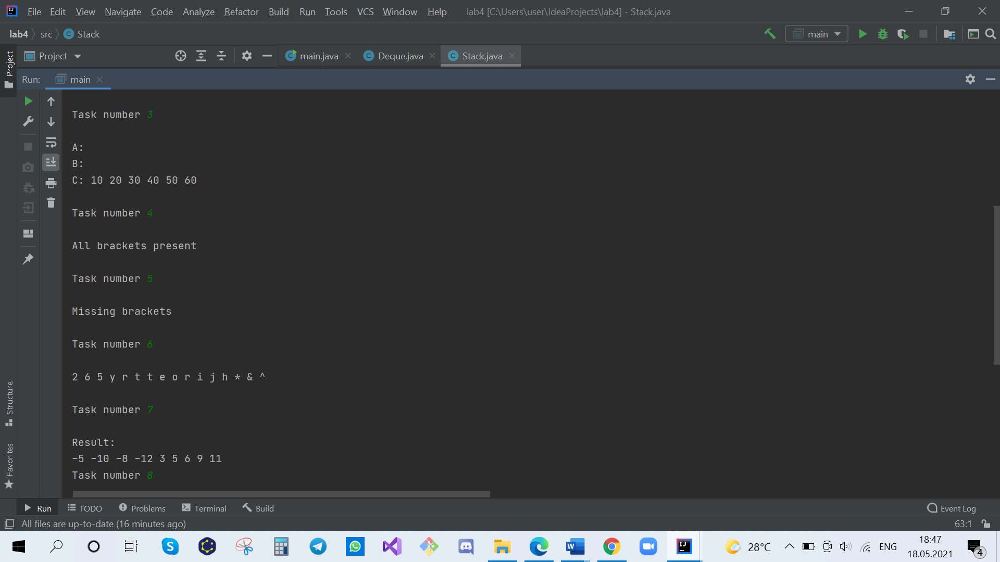 File Edit View Navigate Code Analyze Refactor Build Run Tools VCS Window Help lab4 [C:\Users\user\IdeaProjects\lab4] - Stack.java
lab4 src Stack main
Project main.java Deque.java Stack.java
Project
Run: main
Task number 3
A:
B:
C: 10 20 30 40 50 60
Task number 4
All brackets present
Task number 5
Missing brackets
Task number 6
2 6 5 y r t t e o r i j h * & ^
Task number 7
Result:
-5 -10 -8 -12 3 5 6 9 11
Task number 8
Structure
Favorites
Run TODO Problems Terminal Build Event Log
All files are up-to-date (16 minutes ago) 63:1
28°C ENG 18:47
18.05.2021
4